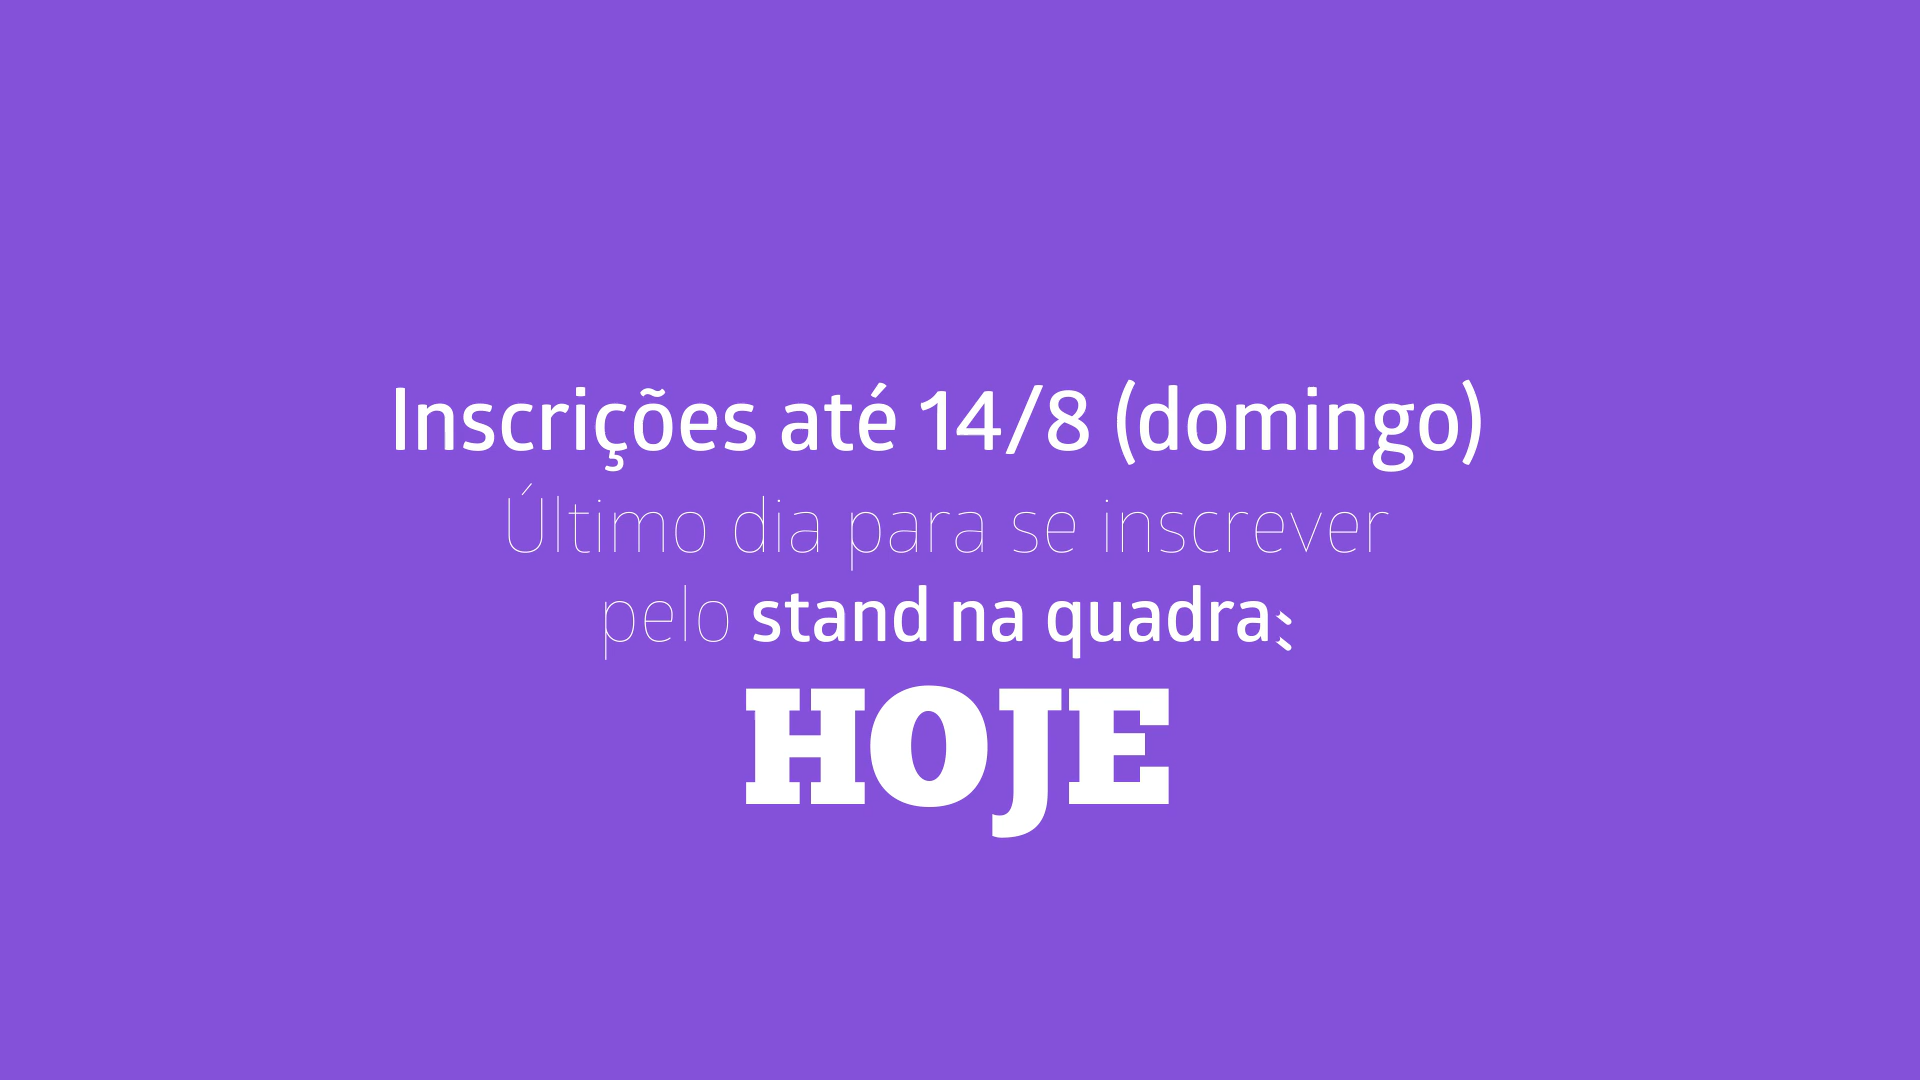 Inscrições até 14/8 (domingo)
Último dia para se inscrever
pelo stand na quadra:
HOJE